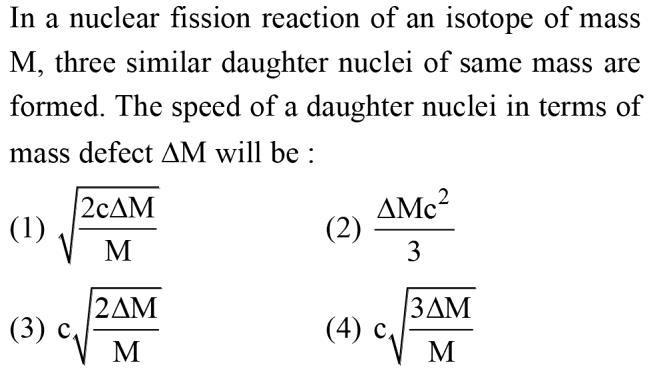 In a nuclear fission reaction of an isotope of mass
M, three similar daughter nuclei of same mass are
formed. The speed of a daughter nuclei in terms of
mass defect ΔM will be :
(1) √(2cΔM/M) (2) ΔMc²/3
(3) c√(2ΔM/M) (4) c√(3ΔM/M)